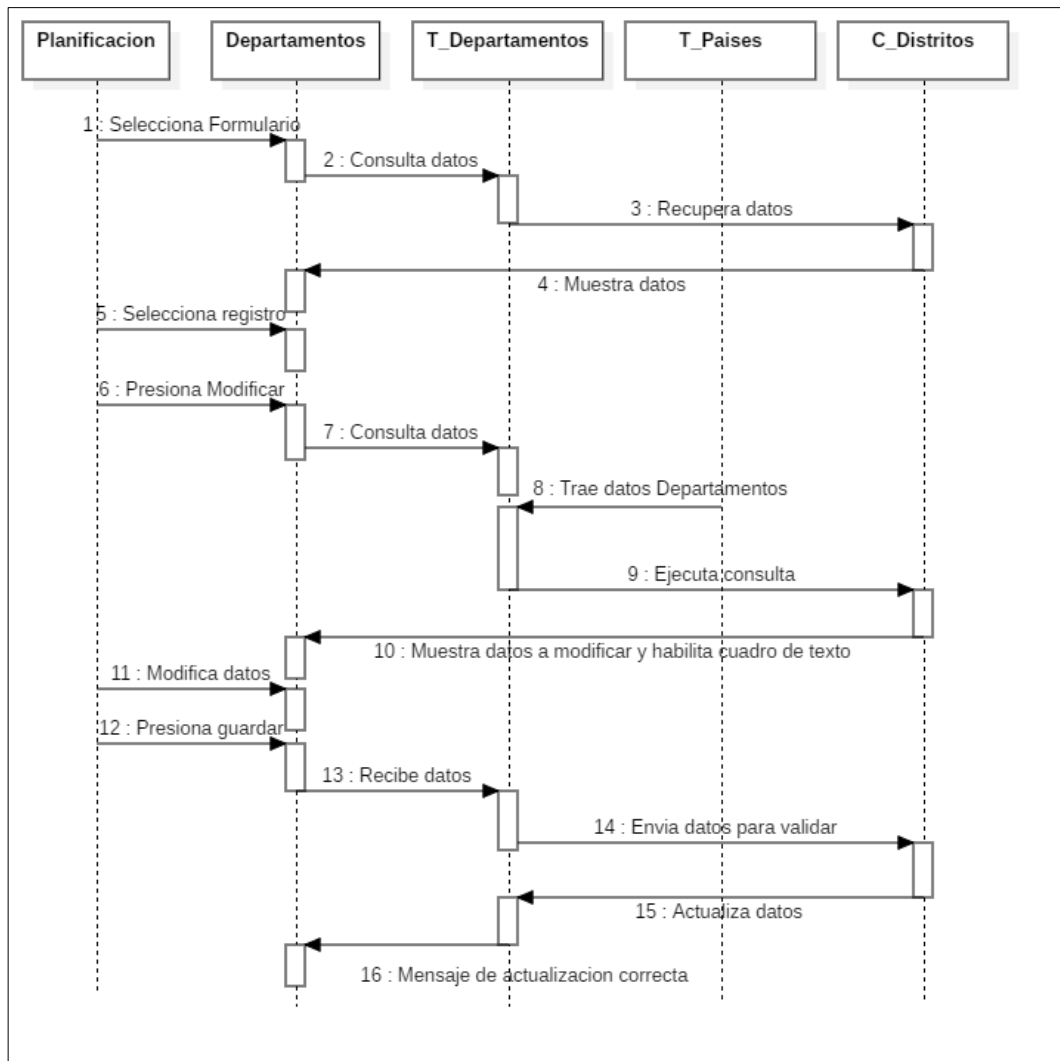 Planificacion
Departamentos
T_Departamentos
T_Paises
C_Distritos
1 : Selecciona Formulario
2 : Consulta datos
3 : Recupera datos
4 : Muestra datos
5 : Selecciona registro
6 : Presiona Modificar
7 : Consulta datos
8 : Trae datos Departamentos
9 : Ejecuta consulta
10 : Muestra datos a modificar y habilita cuadro de texto
11 : Modifica datos
12 : Presiona guardar
13 : Recibe datos
14 : Envia datos para validar
15 : Actualiza datos
16 : Mensaje de actualizacion correcta